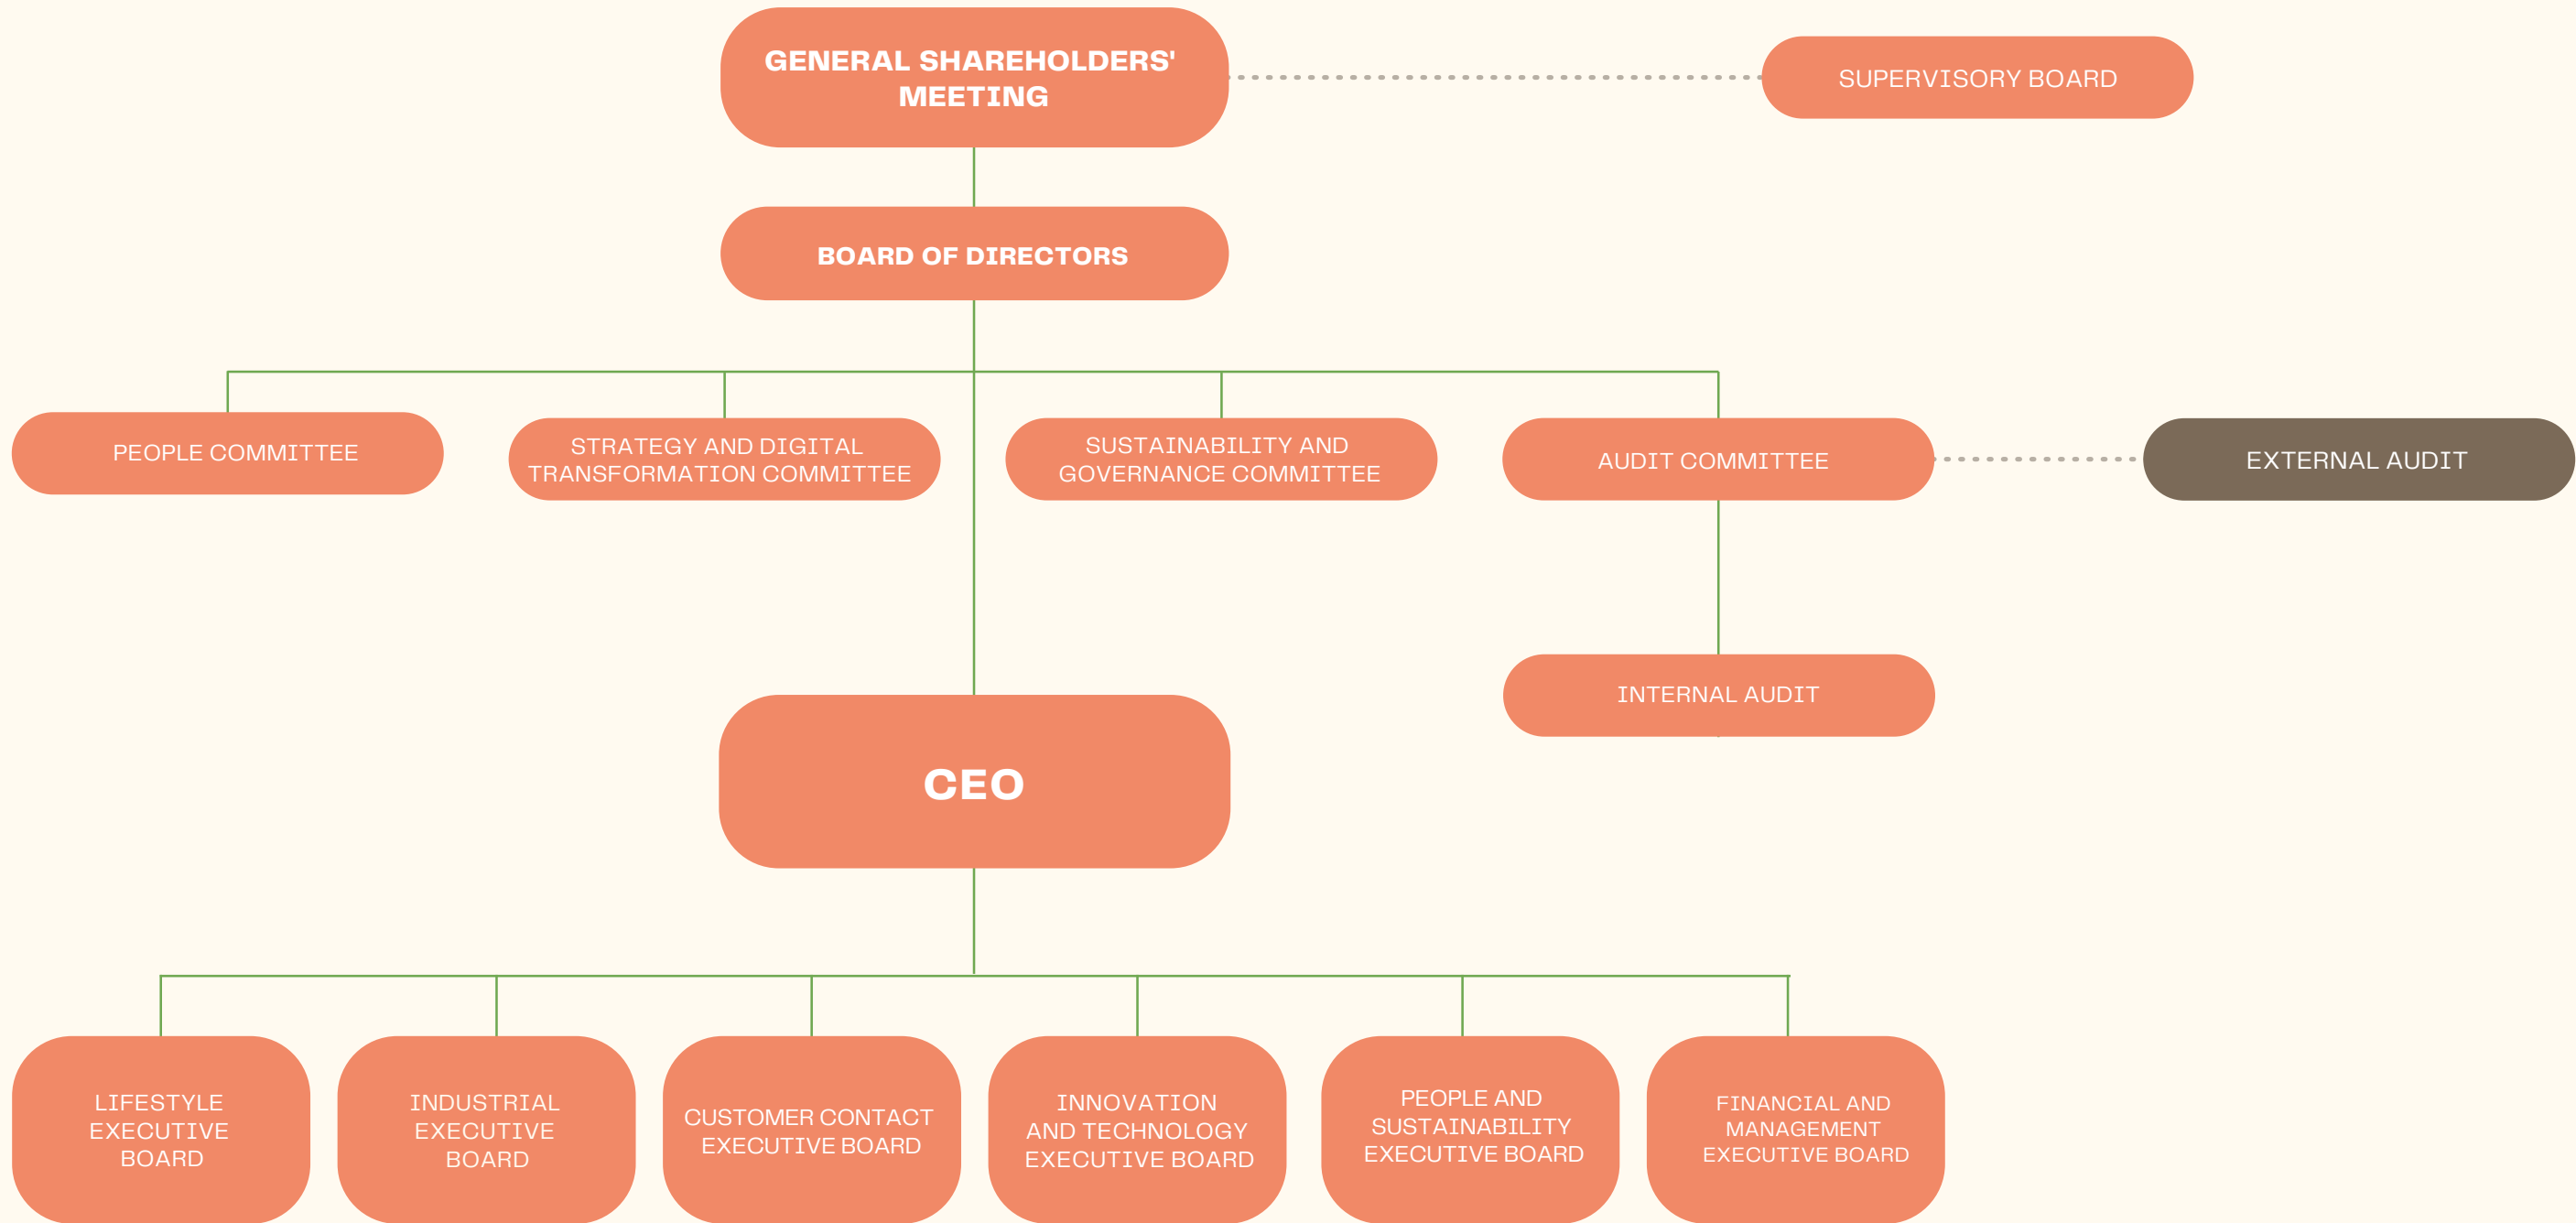 GENERAL SHAREHOLDERS'
MEETING
SUPERVISORY BOARD
BOARD OF DIRECTORS
PEOPLE COMMITTEE
STRATEGY AND DIGITAL
TRANSFORMATION COMMITTEE
SUSTAINABILITY AND
GOVERNANCE COMMITTEE
AUDIT COMMITTEE
EXTERNAL AUDIT
INTERNAL AUDIT
CEO
LIFESTYLE
EXECUTIVE
BOARD
INDUSTRIAL
EXECUTIVE
BOARD
CUSTOMER CONTACT
EXECUTIVE BOARD
INNOVATION
AND TECHNOLOGY
EXECUTIVE BOARD
PEOPLE AND
SUSTAINABILITY
EXECUTIVE BOARD
FINANCIAL AND
MANAGEMENT
EXECUTIVE BOARD